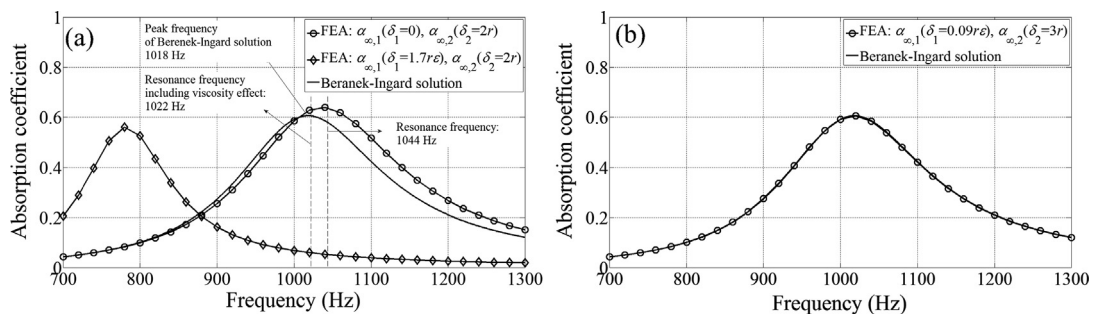 (a)
Peak frequency
of Berenek-Ingard solution
1018 Hz
Resonance frequency
including viscosity effect:
1022 Hz
FEA: α∞,1(δ1=0), α∞,2(δ2=2r)
FEA: α∞,1(δ1=1.7rε), α∞,2(δ2=2r)
Beranek-Ingard solution
Resonance frequency:
1044 Hz
Absorption coefficient
1
0.8
0.6
0.4
0.2
0
700 800 900 1000 1100 1200 1300
Frequency (Hz)
(b)
FEA: α∞,1(δ1=0.09rε), α∞,2(δ2=3r)
Beranek-Ingard solution
Absorption coefficient
1
0.8
0.6
0.4
0.2
0
700 800 900 1000 1100 1200 1300
Frequency (Hz)